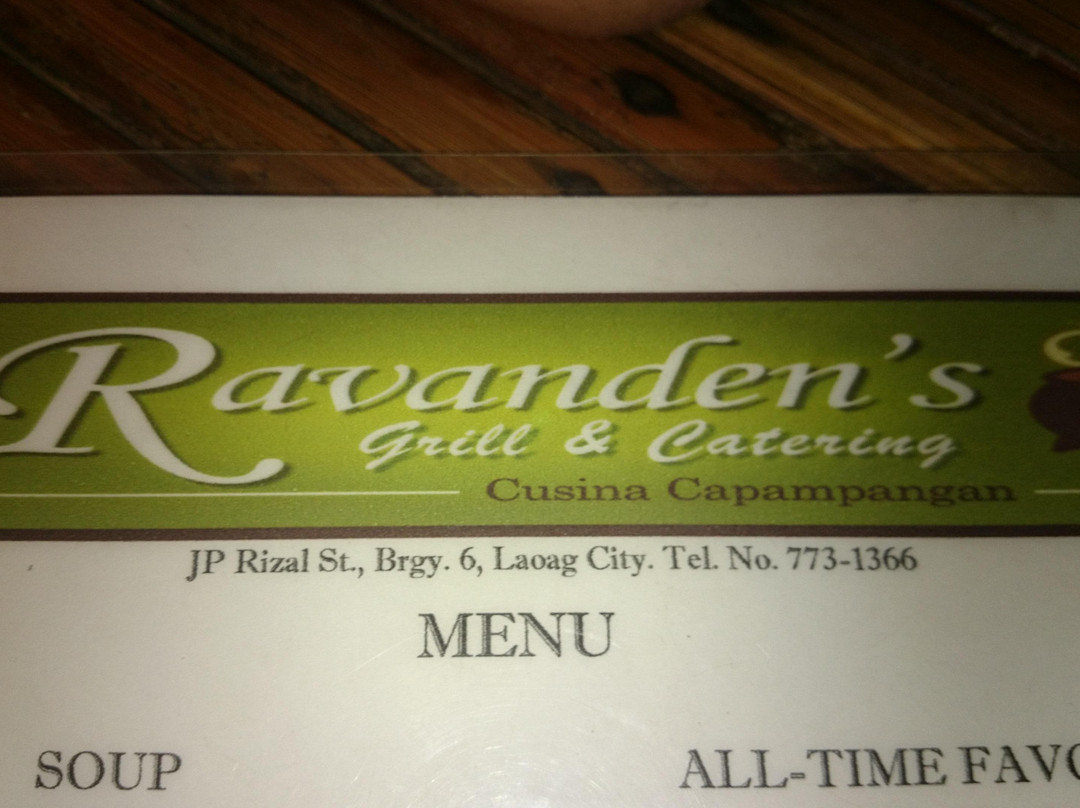 Ravanden's
Grill & Catering
Cusina Capampangan
JP Rizal St., Brgy. 6, Laoag City. Tel. No. 773-1366
MENU
SOUP
ALL-TIME